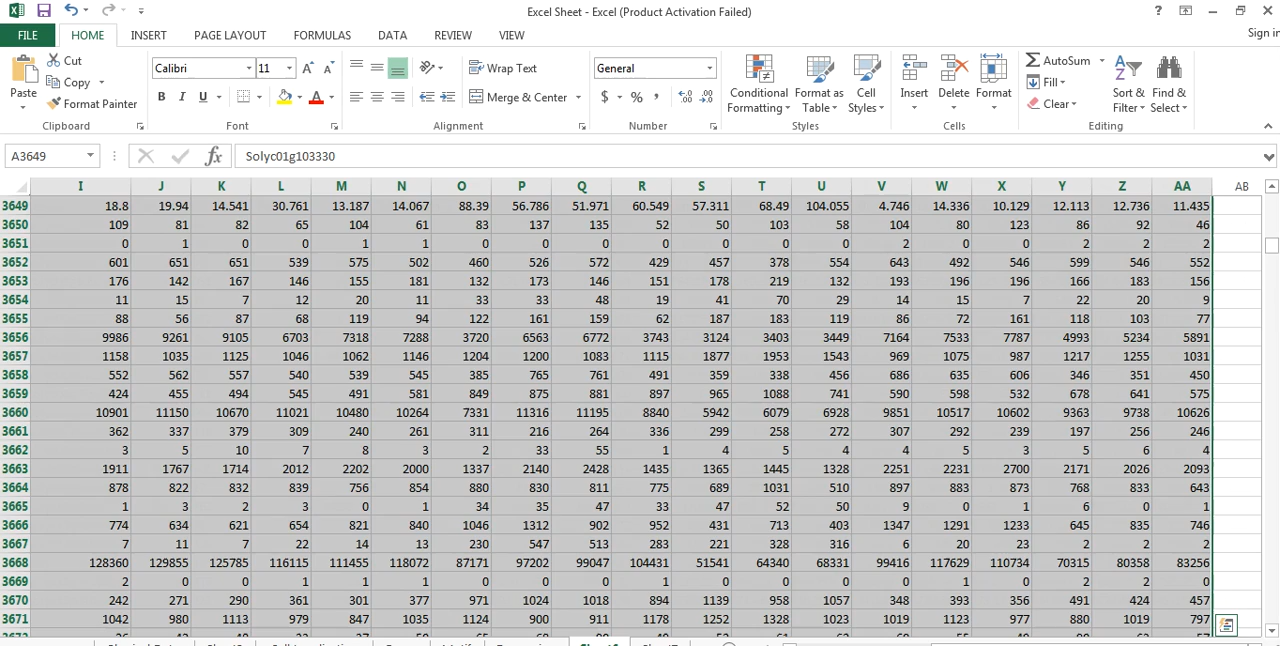 Excel Sheet - Excel (Product Activation Failed)
FILE HOME INSERT PAGE LAYOUT FORMULAS DATA REVIEW VIEW Sign in
Paste Cut Copy Format Painter Clipboard
Calibri 11 B I U A Font
Wrap Text Merge & Center Alignment
General $ % , Number
Conditional Formatting Format as Table Cell Styles Styles
Insert Delete Format Cells
AutoSum Fill Clear Sort & Filter Find & Select Editing
A3649 fx Solyc01g103330
I J K L M N O P Q R S T U V W X Y Z AA AB
3649 18.8 19.94 14.541 30.761 13.187 14.067 88.39 56.786 51.971 60.549 57.311 68.49 104.055 4.746 14.336 10.129 12.113 12.736 11.435
3650 109 81 82 65 104 61 83 137 135 52 50 103 58 104 80 123 86 92 46
3651 0 1 0 0 1 1 0 0 0 0 0 0 0 2 0 0 2 2 2
3652 601 651 651 539 575 502 460 526 572 429 457 378 554 643 492 546 599 546 552
3653 176 142 167 146 155 181 132 173 146 151 178 219 132 193 196 196 166 183 156
3654 11 15 7 12 20 11 33 33 48 19 41 70 29 14 15 7 22 20 9
3655 88 56 87 68 119 94 122 161 159 62 187 183 119 86 72 161 118 103 77
3656 9986 9261 9105 6703 7318 7288 3720 6563 6772 3743 3124 3403 3449 7164 7533 7787 4993 5234 5891
3657 1158 1035 1125 1046 1062 1146 1204 1200 1083 1115 1877 1953 1543 969 1075 987 1217 1255 1031
3658 552 562 557 540 539 545 385 765 761 491 359 338 456 686 635 606 346 351 450
3659 424 455 494 545 491 581 849 875 881 897 965 1088 741 590 598 532 678 641 575
3660 10901 11150 10670 11021 10480 10264 7331 11316 11195 8840 5942 6079 6928 9851 10517 10602 9363 9738 10626
3661 362 337 379 309 240 261 311 216 264 336 299 258 272 307 292 239 197 256 246
3662 3 5 10 7 8 3 2 33 55 1 4 5 4 4 5 3 5 6 4
3663 1911 1767 1714 2012 2202 2000 1337 2140 2428 1435 1365 1445 1328 2251 2231 2700 2171 2026 2093
3664 878 822 832 839 756 854 880 830 811 775 689 1031 510 897 883 873 768 833 643
3665 1 3 2 3 0 1 34 35 47 33 47 52 50 9 0 1 6 0 1
3666 774 634 621 654 821 840 1046 1312 902 952 431 713 403 1347 1291 1233 645 835 746
3667 7 11 7 22 14 13 230 547 513 283 221 328 316 6 20 23 2 2 2
3668 128360 129855 125785 116115 111455 118072 87171 97202 99047 104431 51541 64340 68331 99416 117629 110734 70315 80358 83256
3669 2 0 0 1 1 1 0 0 0 1 0 0 0 0 1 0 2 2 0
3670 242 271 290 361 301 377 971 1024 1018 894 1139 958 1057 348 393 356 491 424 457
3671 1042 980 1113 979 847 1035 1124 900 911 1178 1252 1328 1023 1019 1123 977 880 1019 797